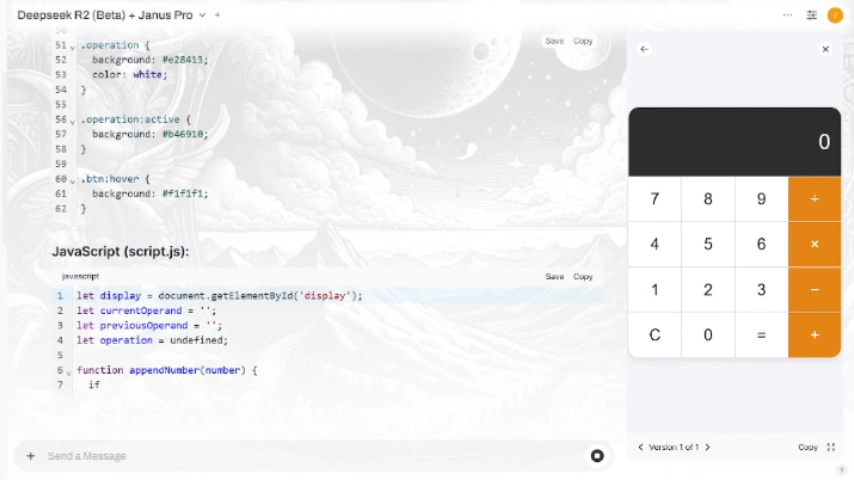 Deepseek R2 (Beta) + Janus Pro
Save Copy
51 .operation {
52 background: #e28413;
53 color: white;
54 }
55
56 .operation:active {
57 background: #b46910;
58 }
59
60 .btn:hover {
61 background: #f1f1f1;
62 }
JavaScript (script.js):
javascript
Save Copy
1 let display = document.getElementById('display');
2 let currentOperand = '';
3 let previousOperand = '';
4 let operation = undefined;
5
6 function appendNumber(number) {
7 if
+ Send a Message
0
7 8 9 ÷
4 5 6 ×
1 2 3 −
C 0 = +
Version 1 of 1
Copy
?